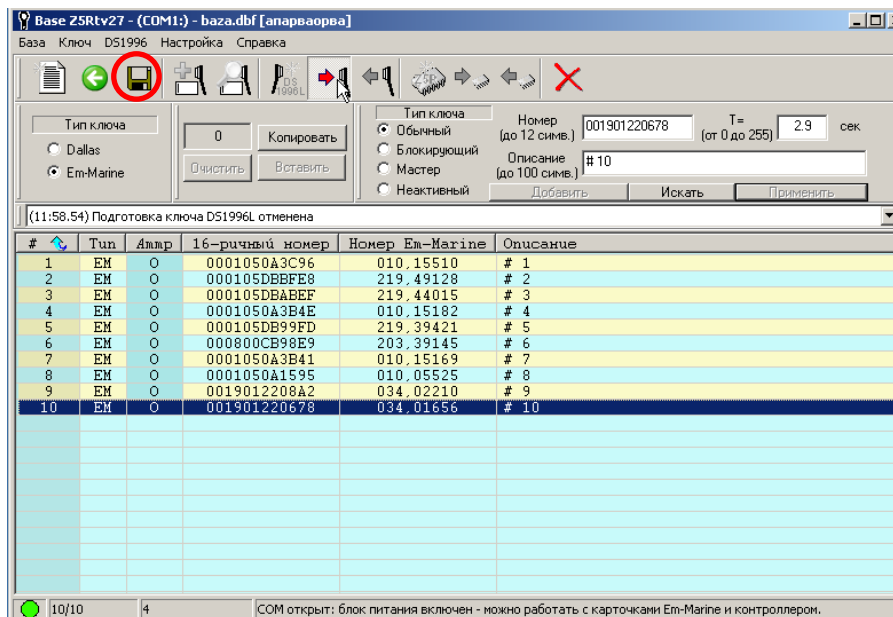 Base Z5Rtv27 - (COM1:) - baza.dbf [апарваорва]
База Ключ DS1996 Настройка Справка
DS 1996L Z5R
Тип ключа
Dallas
Em-Marine
0 Копировать
Очистить Вставить
Тип ключа
Обычный
Блокирующий
Мастер
Неактивный
Номер (до 12 симв.) 001901220678 T= (от 0 до 255) 2.9 сек
Описание (до 100 симв.) # 10
Добавить Искать Применить
(11:58.54) Подготовка ключа DS1996L отменена
# Тип Аттр 16-ричный номер Номер Em-Marine Описание
1 EM O 0001050A3C96 010,15510 # 1
2 EM O 000105DBBFE8 219,49128 # 2
3 EM O 000105DBABEF 219,44015 # 3
4 EM O 0001050A3B4E 010,15182 # 4
5 EM O 000105DB99FD 219,39421 # 5
6 EM O 000800CB98E9 203,39145 # 6
7 EM O 0001050A3B41 010,15169 # 7
8 EM O 0001050A1595 010,05525 # 8
9 EM O 0019012208A2 034,02210 # 9
10 EM O 001901220678 034,01656 # 10
10/10 4 COM открыт: блок питания включен - можно работать с карточками Em-Marine и контроллером.